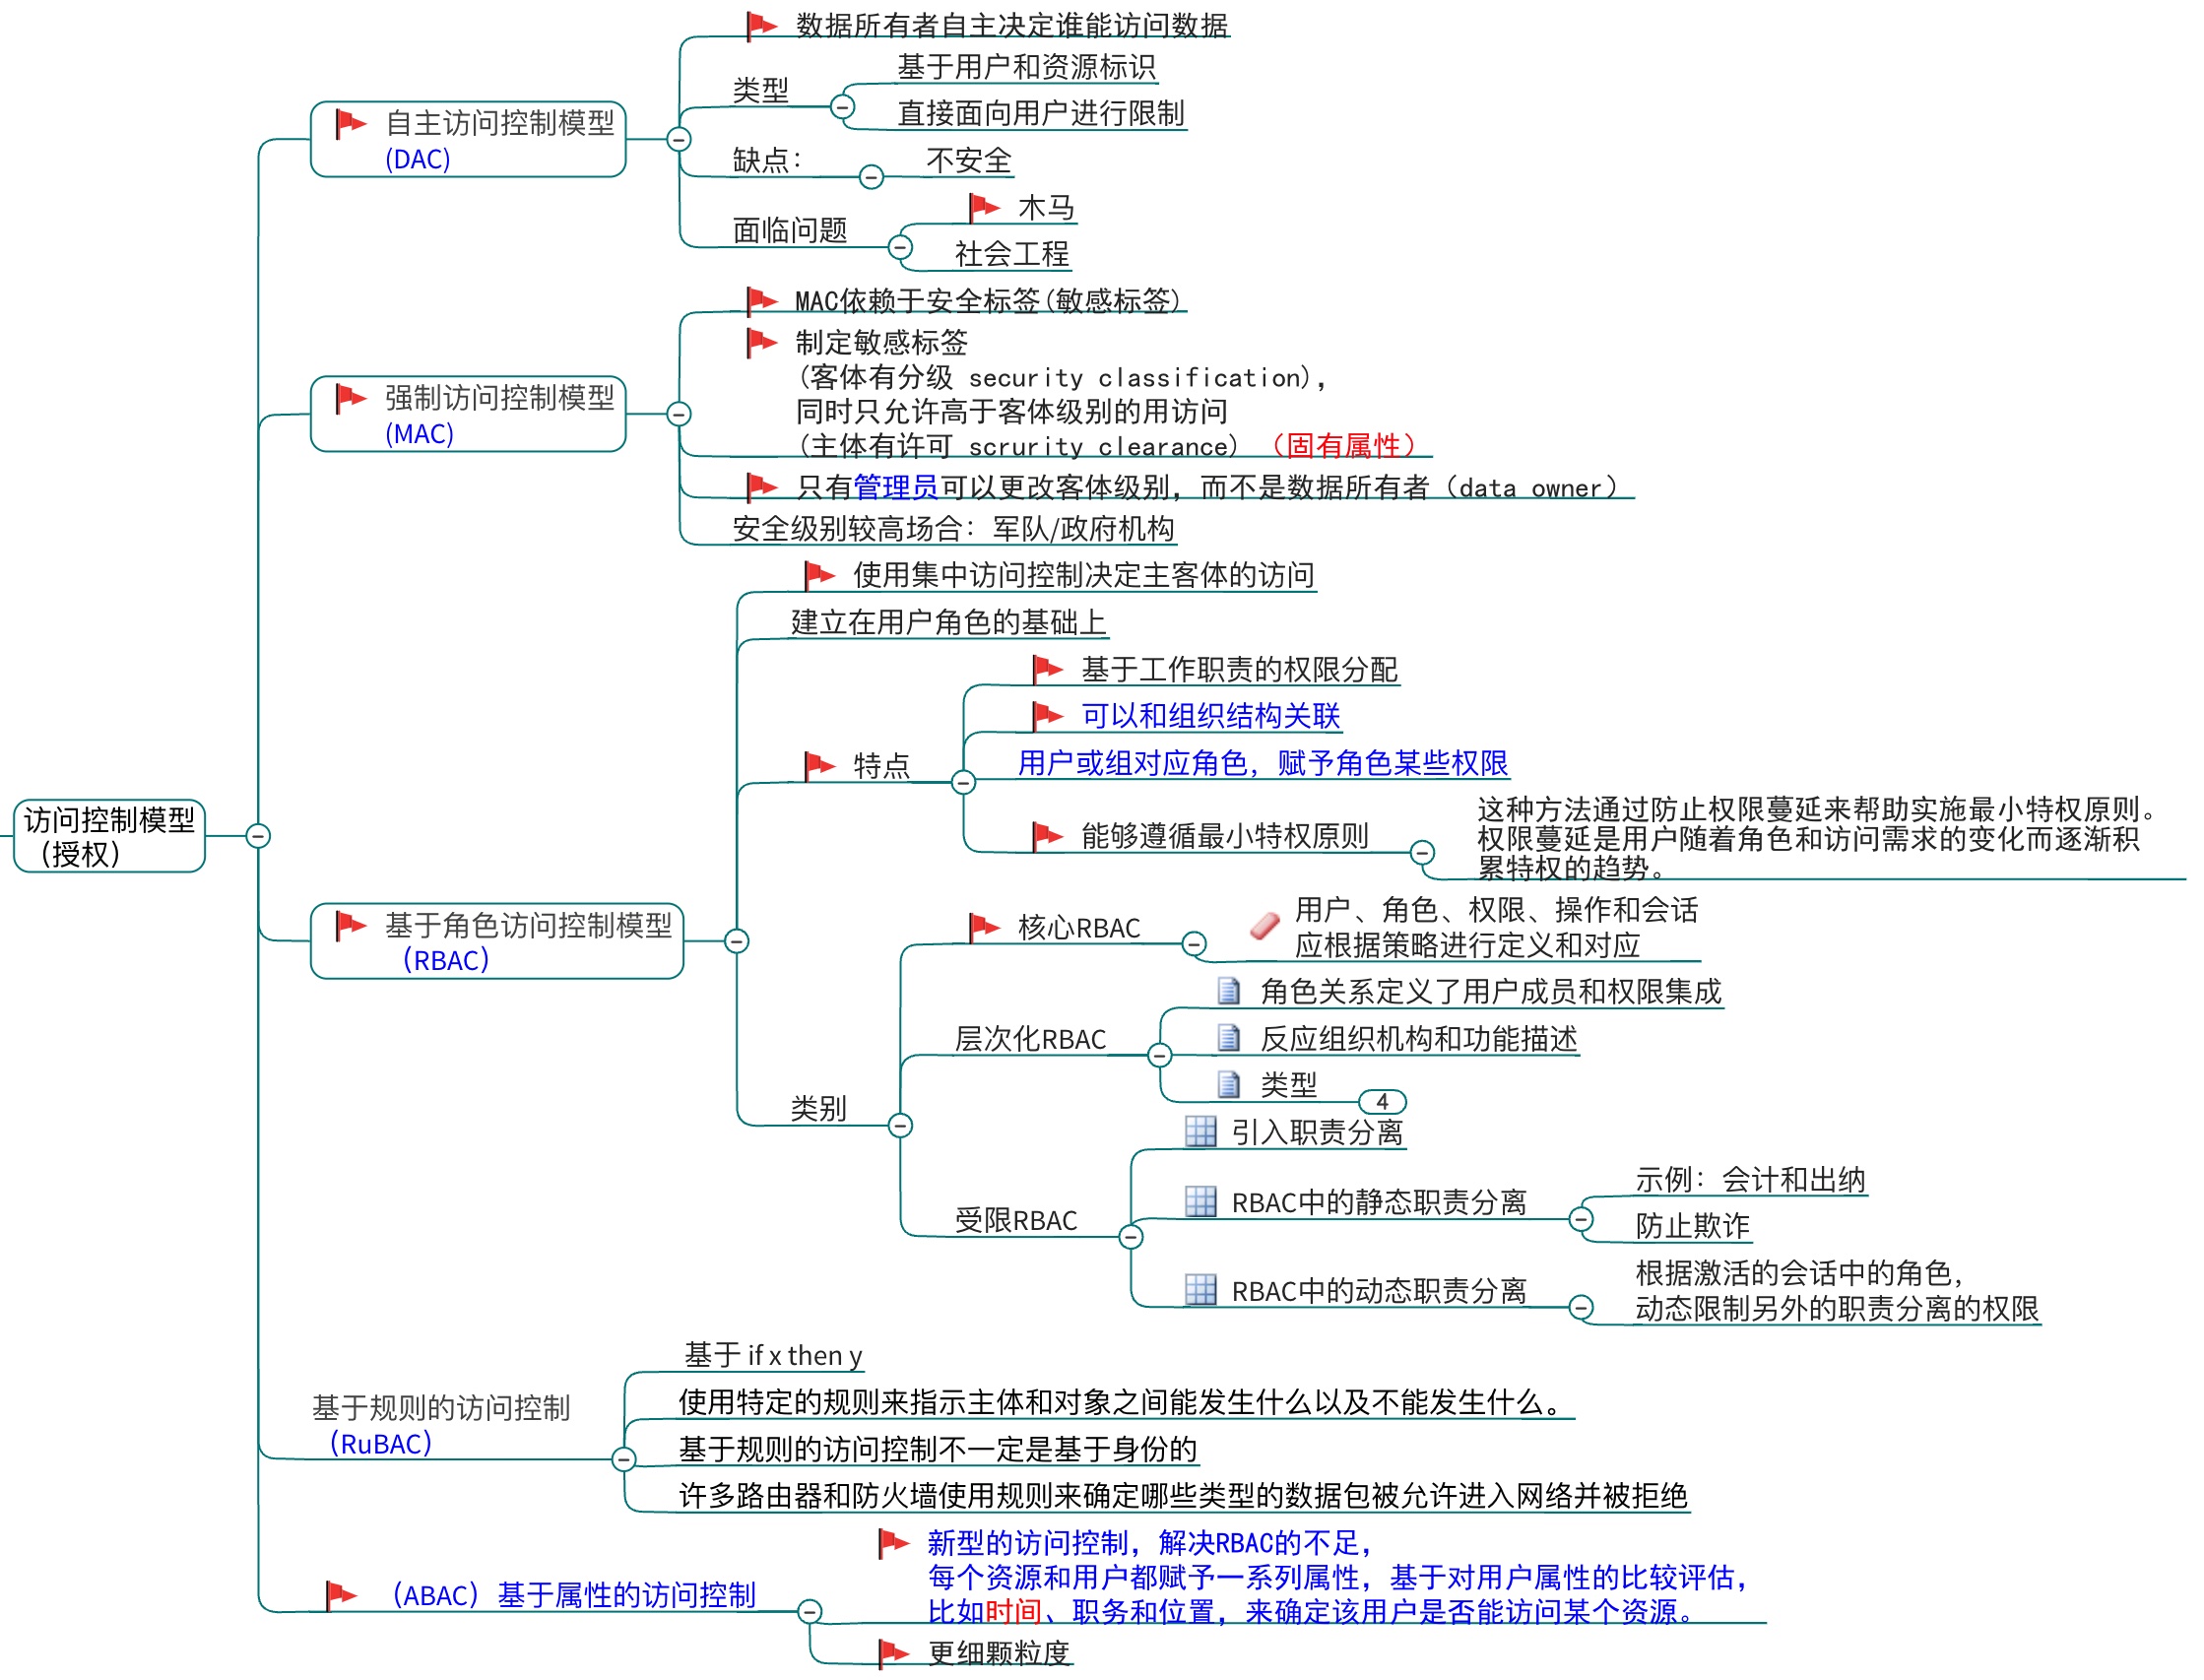 数据所有者自主决定谁能访问数据
基于用户和资源标识
类型
直接面向用户进行限制
自主访问控制模型
(DAC)
缺点：
不安全
木马
面临问题
社会工程
MAC依赖于安全标签(敏感标签)
制定敏感标签
(客体有分级 security classification)，
同时只允许高于客体级别的用访问
(主体有许可 scrurity clearance) （固有属性）
强制访问控制模型
(MAC)
只有管理员可以更改客体级别，而不是数据所有者（data owner）
安全级别较高场合：军队/政府机构
使用集中访问控制决定主客体的访问
建立在用户角色的基础上
基于工作职责的权限分配
可以和组织结构关联
特点
用户或组对应角色，赋予角色某些权限
能够遵循最小特权原则
这种方法通过防止权限蔓延来帮助实施最小特权原则。
权限蔓延是用户随着角色和访问需求的变化而逐渐积
累特权的趋势。
访问控制模型
（授权）
基于角色访问控制模型
（RBAC）
核心RBAC
用户、角色、权限、操作和会话
应根据策略进行定义和对应
角色关系定义了用户成员和权限集成
层次化RBAC
反应组织机构和功能描述
类型
4
类别
引入职责分离
受限RBAC
RBAC中的静态职责分离
示例：会计和出纳
防止欺诈
RBAC中的动态职责分离
根据激活的会话中的角色，
动态限制另外的职责分离的权限
基于 if x then y
基于规则的访问控制
（RuBAC）
使用特定的规则来指示主体和对象之间能发生什么以及不能发生什么。
基于规则的访问控制不一定是基于身份的
许多路由器和防火墙使用规则来确定哪些类型的数据包被允许进入网络并被拒绝
（ABAC）基于属性的访问控制
新型的访问控制，解决RBAC的不足，
每个资源和用户都赋予一系列属性，基于对用户属性的比较评估，
比如时间、职务和位置，来确定该用户是否能访问某个资源。
更细颗粒度